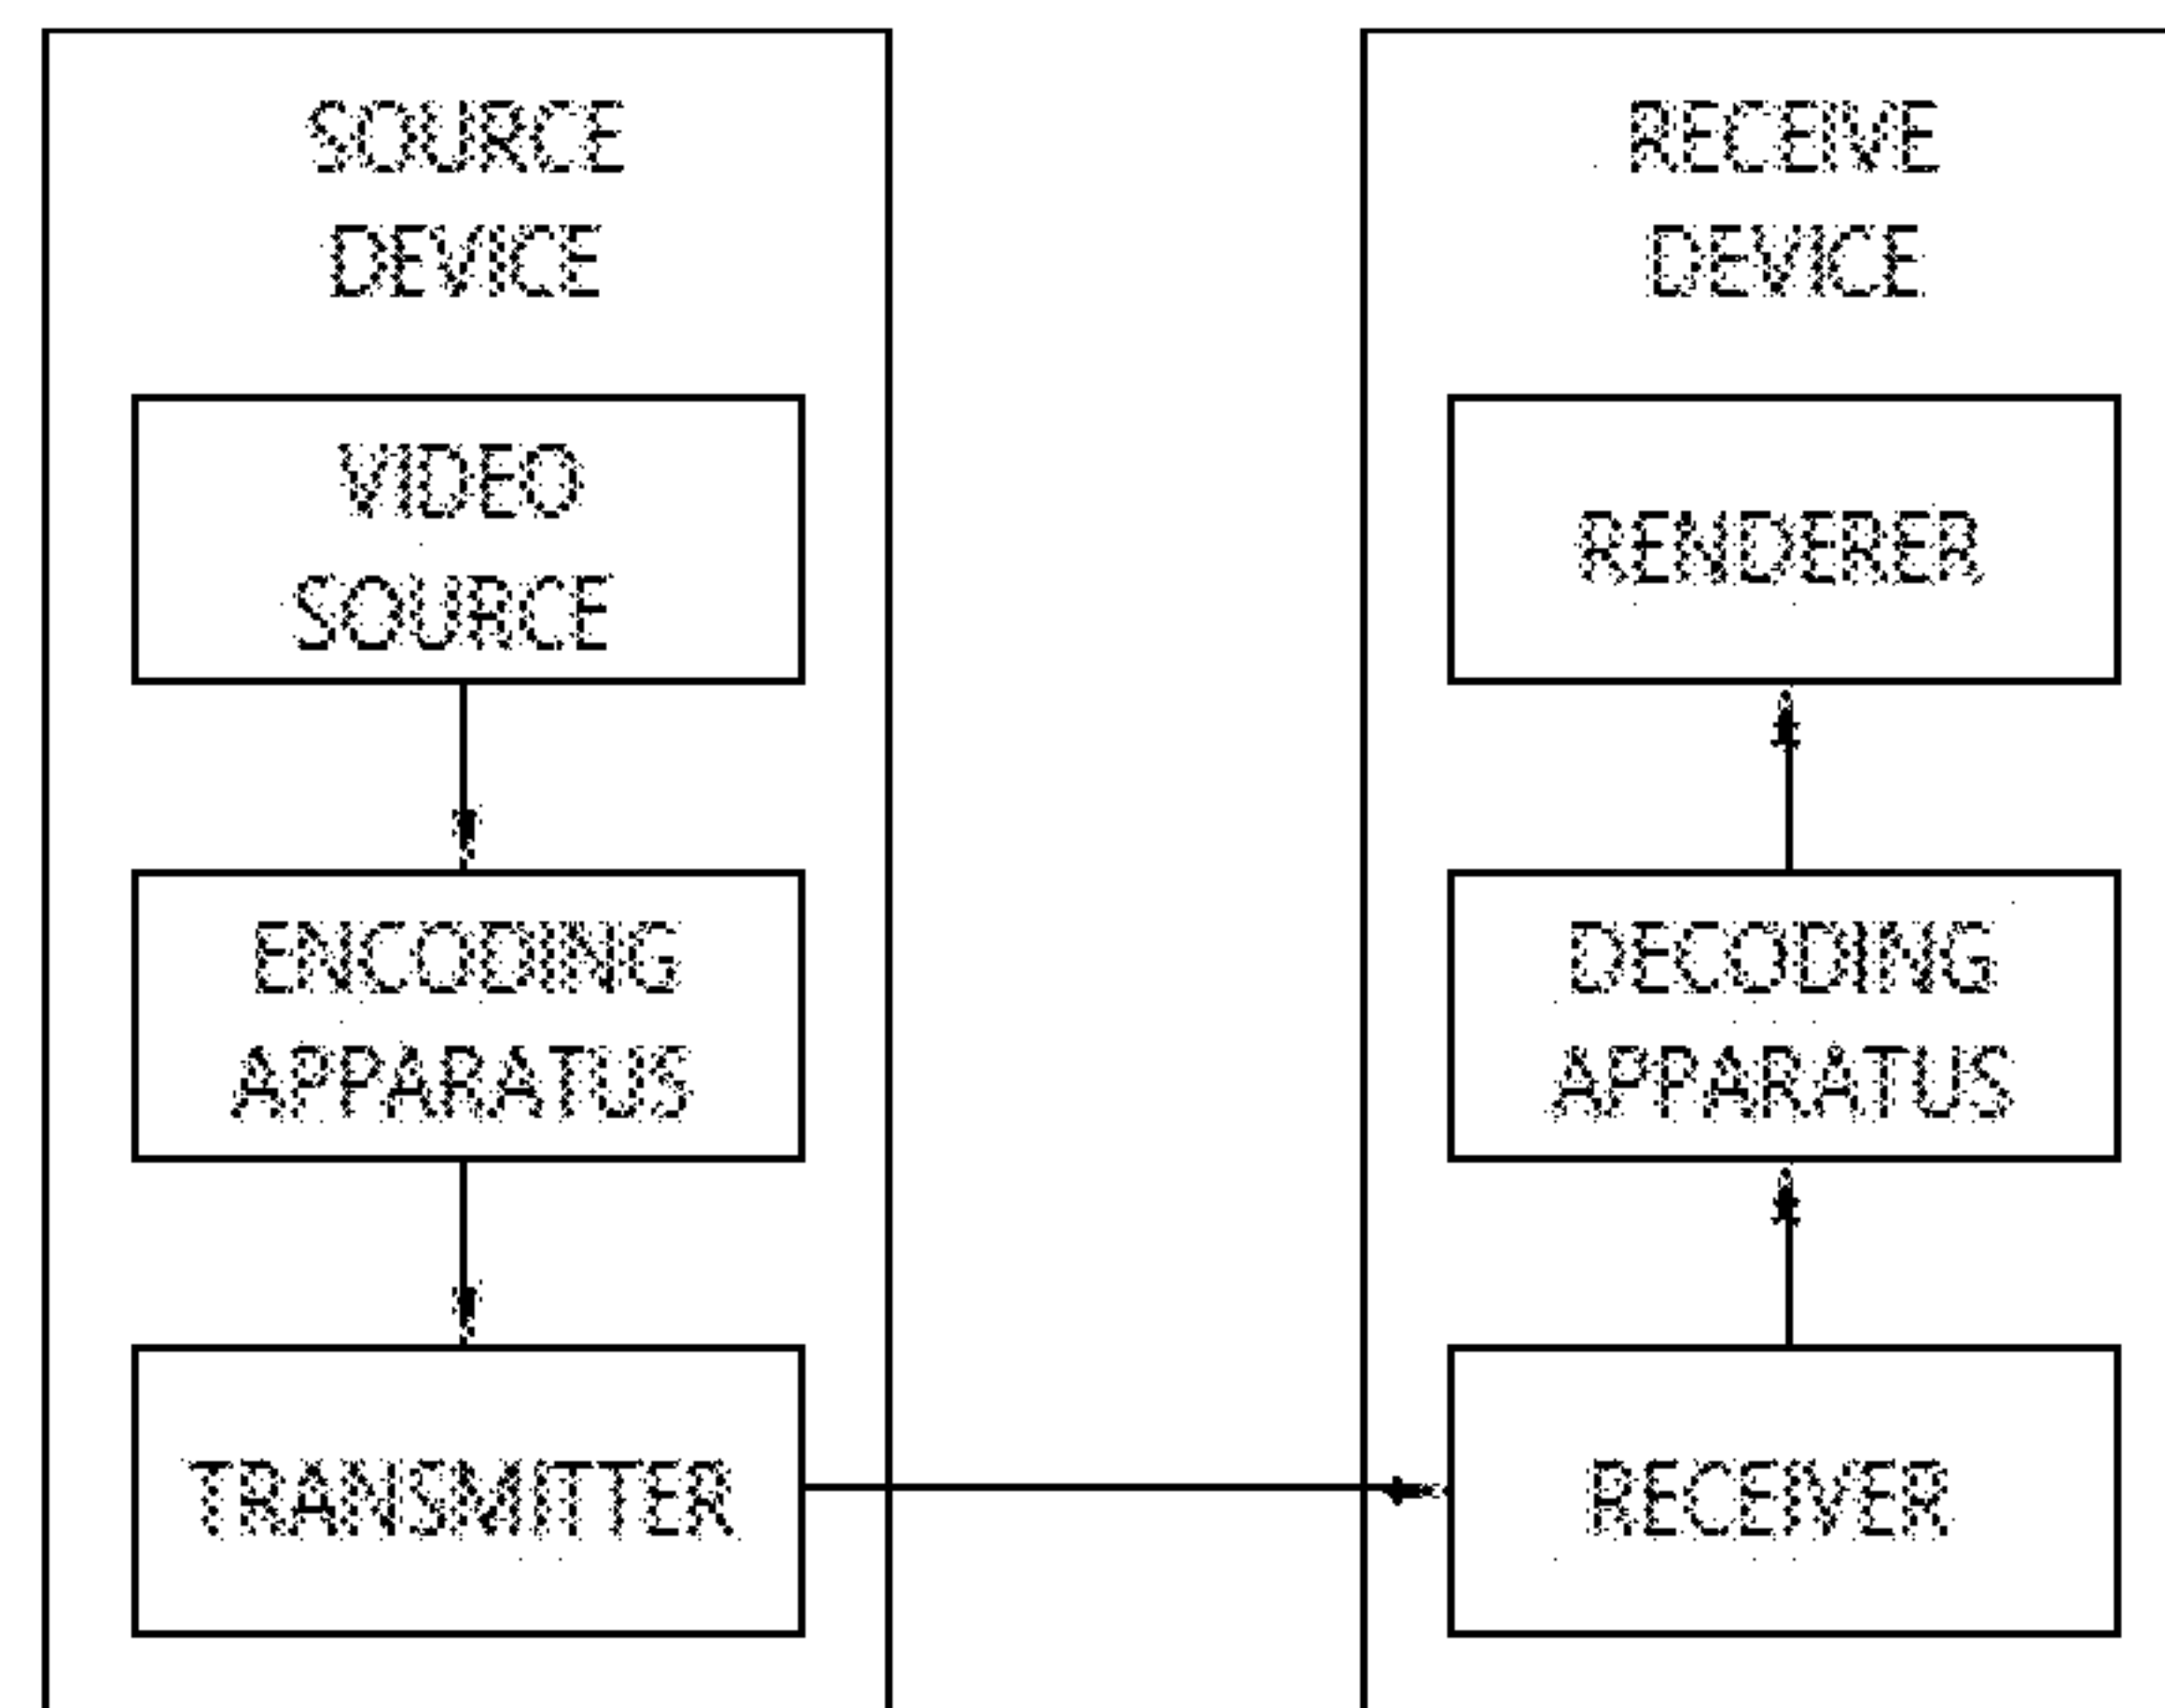 SOURCE
DEVICE
VIDEO
SOURCE
ENCODING
APPARATUS
TRANSMITTER
RECEIVE
DEVICE
RENDERER
DECODING
APPARATUS
RECEIVER